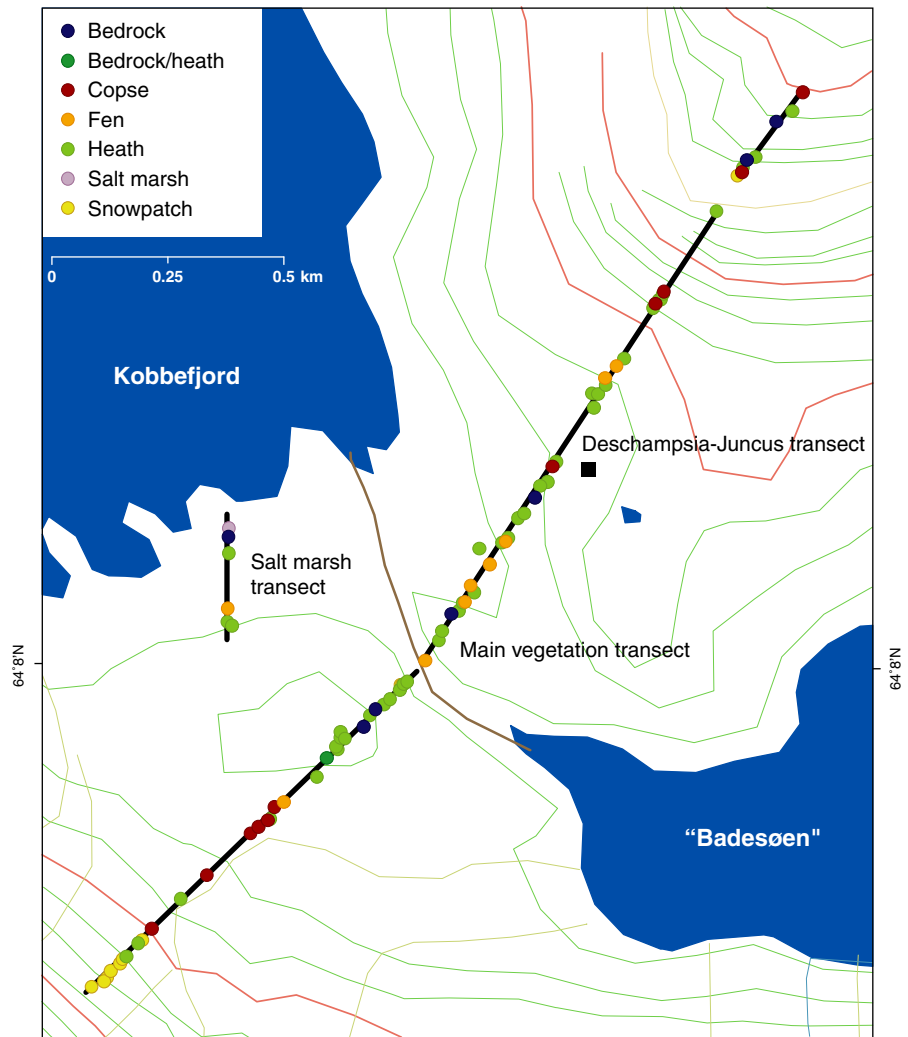 Bedrock
Bedrock/heath
Copse
Fen
Heath
Salt marsh
Snowpatch
0 0.25 0.5 km
Kobbefjord
Deschampsia-Juncus transect
Salt marsh
transect
Main vegetation transect
64°8'N
64°8'N
“Badesøen"